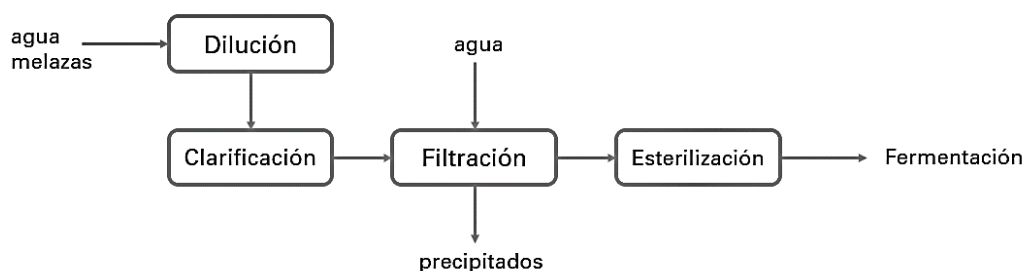 agua
melazas
Dilución
agua
Clarificación
Filtración
Esterilización
Fermentación
precipitados